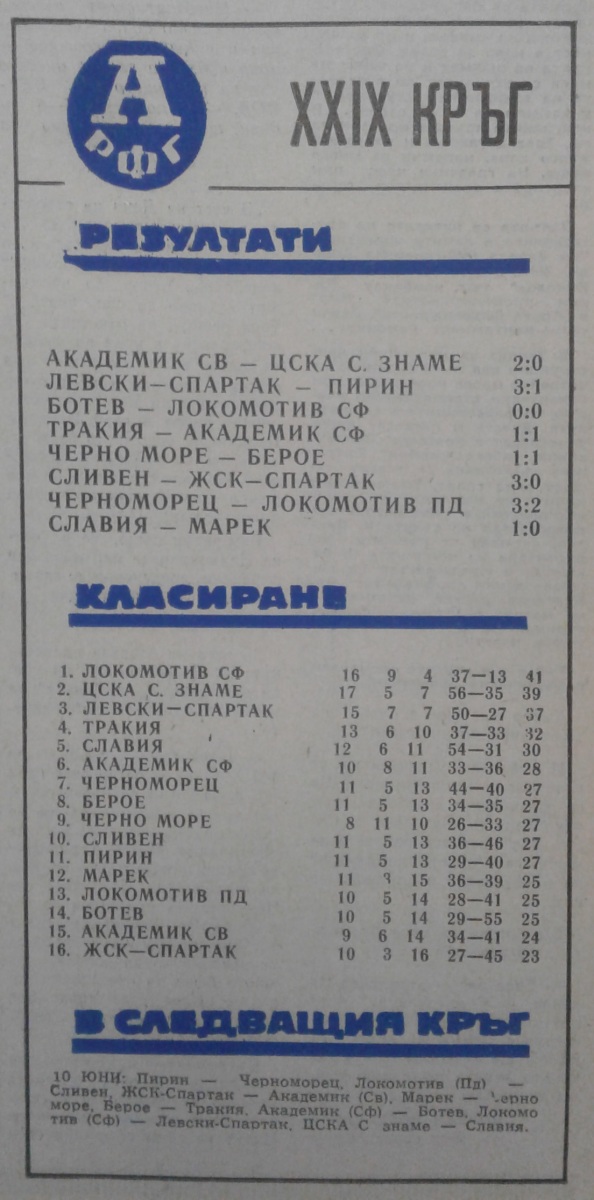 А
РФГ
XXIX КРЪГ
РЕЗУЛТАТИ
АКАДЕМИК СВ — ЦСКА С. ЗНАМЕ 2:0
ЛЕВСКИ—СПАРТАК — ПИРИН 3:1
БОТЕВ — ЛОКОМОТИВ СФ 0:0
ТРАКИЯ — АКАДЕМИК СФ 1:1
ЧЕРНО МОРЕ — БЕРОЕ 1:1
СЛИВЕН — ЖСК—СПАРТАК 3:0
ЧЕРНОМОРЕЦ — ЛОКОМОТИВ ПД 3:2
СЛАВИЯ — МАРЕК 1:0
КЛАСИРАНЕ
1. ЛОКОМОТИВ СФ 16 9 4 37—13 41
2. ЦСКА С. ЗНАМЕ 17 5 7 56—35 39
3. ЛЕВСКИ—СПАРТАК 15 7 7 50—27 37
4. ТРАКИЯ 13 6 10 37—33 32
5. СЛАВИЯ 12 6 11 54—31 30
6. АКАДЕМИК СФ 10 8 11 33—36 28
7. ЧЕРНОМОРЕЦ 11 5 13 44—40 27
8. БЕРОЕ 11 5 13 34—35 27
9. ЧЕРНО МОРЕ 8 11 10 26—33 27
10. СЛИВЕН 11 5 13 36—46 27
11. ПИРИН 11 5 13 29—40 27
12. МАРЕК 11 3 15 36—39 25
13. ЛОКОМОТИВ ПД 10 5 14 28—41 25
14. БОТЕВ 10 5 14 29—55 25
15. АКАДЕМИК СВ 9 6 14 34—41 24
16. ЖСК—СПАРТАК 10 3 16 27—45 23
В СЛЕДВАЩИЯ КРЪГ
10 ЮНИ: Пирин — Черноморец, Локомотив (Пд) —
Сливен, ЖСК-Спартак — Академик (Св), Марек — Черно
море, Берое — Тракия, Академик (Сф) — Ботев, Локомо
тив (Сф) — Левски-Спартак, ЦСКА С знаме — Славия.